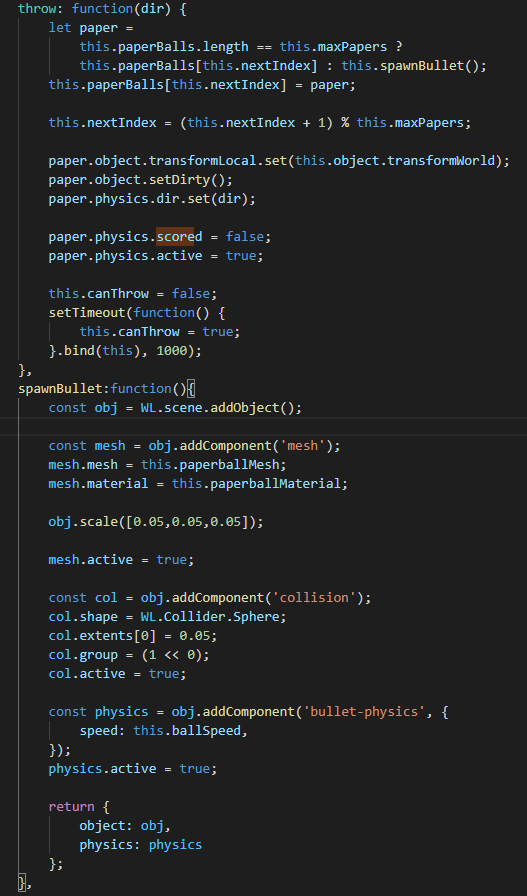 throw: function(dir) {
let paper =
this.paperBalls.length == this.maxPapers ?
this.paperBalls[this.nextIndex] : this.spawnBullet();
this.paperBalls[this.nextIndex] = paper;
this.nextIndex = (this.nextIndex + 1) % this.maxPapers;
paper.object.transformLocal.set(this.object.transformWorld);
paper.object.setDirty();
paper.physics.dir.set(dir);
paper.physics.scored = false;
paper.physics.active = true;
this.canThrow = false;
setTimeout(function() {
this.canThrow = true;
}.bind(this), 1000);
},
spawnBullet:function(){
const obj = WL.scene.addObject();
const mesh = obj.addComponent('mesh');
mesh.mesh = this.paperballMesh;
mesh.material = this.paperballMaterial;
obj.scale([0.05,0.05,0.05]);
mesh.active = true;
const col = obj.addComponent('collision');
col.shape = WL.Collider.Sphere;
col.extents[0] = 0.05;
col.group = (1 << 0);
col.active = true;
const physics = obj.addComponent('bullet-physics', {
speed: this.ballSpeed,
});
physics.active = true;
return {
object: obj,
physics: physics
};
},